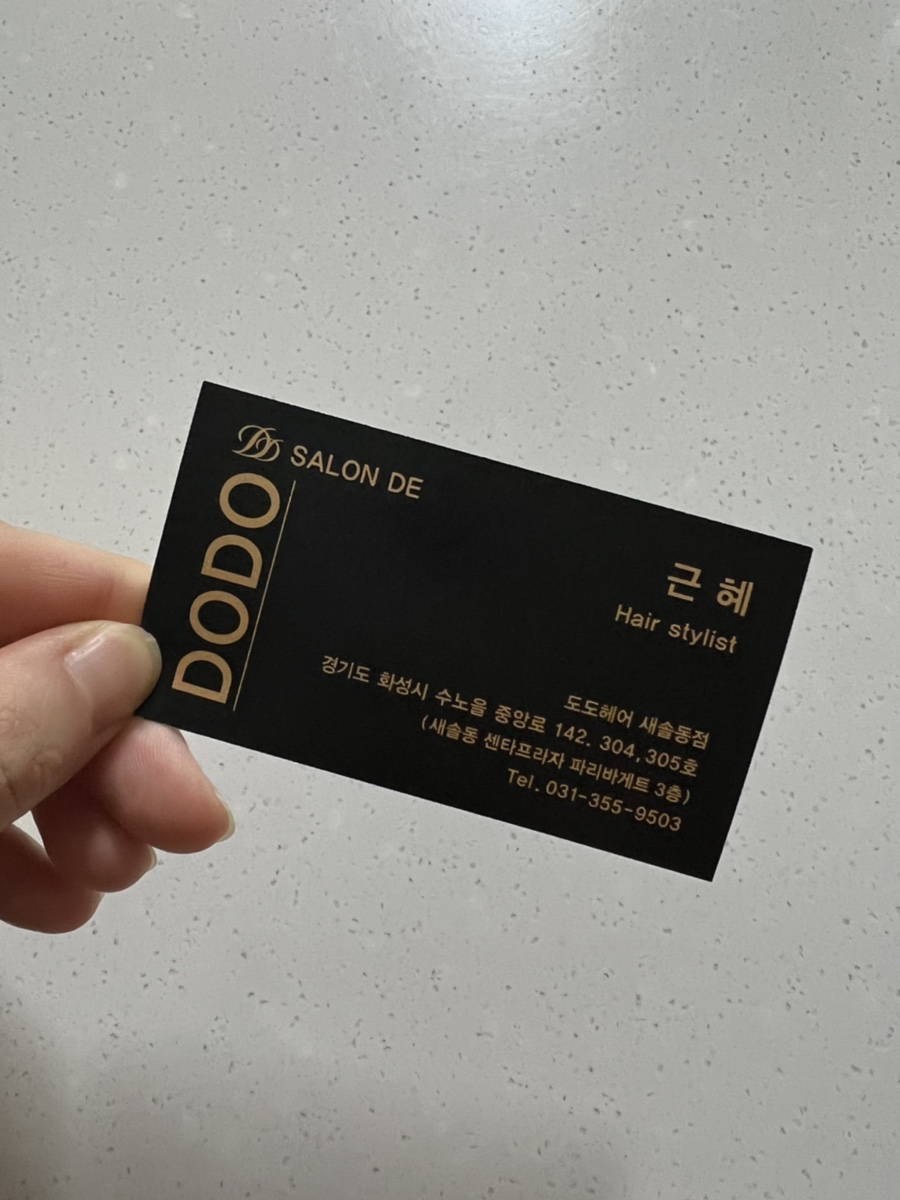 SALON DE
DODO
근 혜
Hair stylist
도도헤어 새솔동점
경기도 화성시 수노을 중앙로 142. 304,305호
(새솔동 센타프라자 파리바게트 3층)
Tel. 031-355-9503